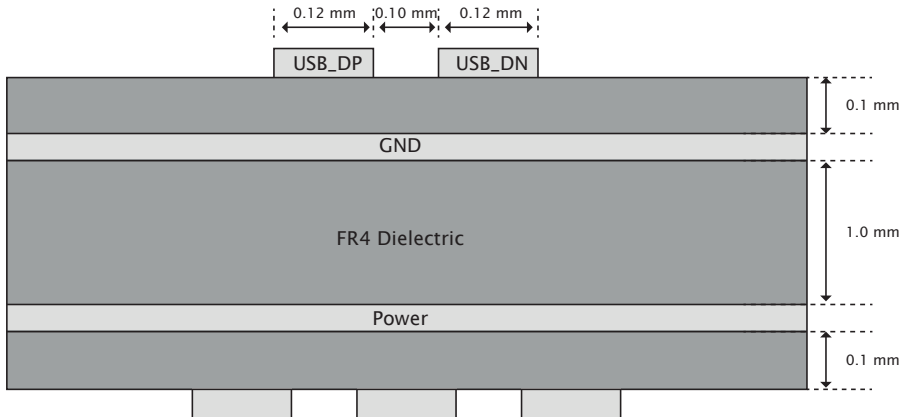 0.12 mm 0.10 mm 0.12 mm
USB_DP USB_DN
0.1 mm
GND
1.0 mm
FR4 Dielectric
Power
0.1 mm